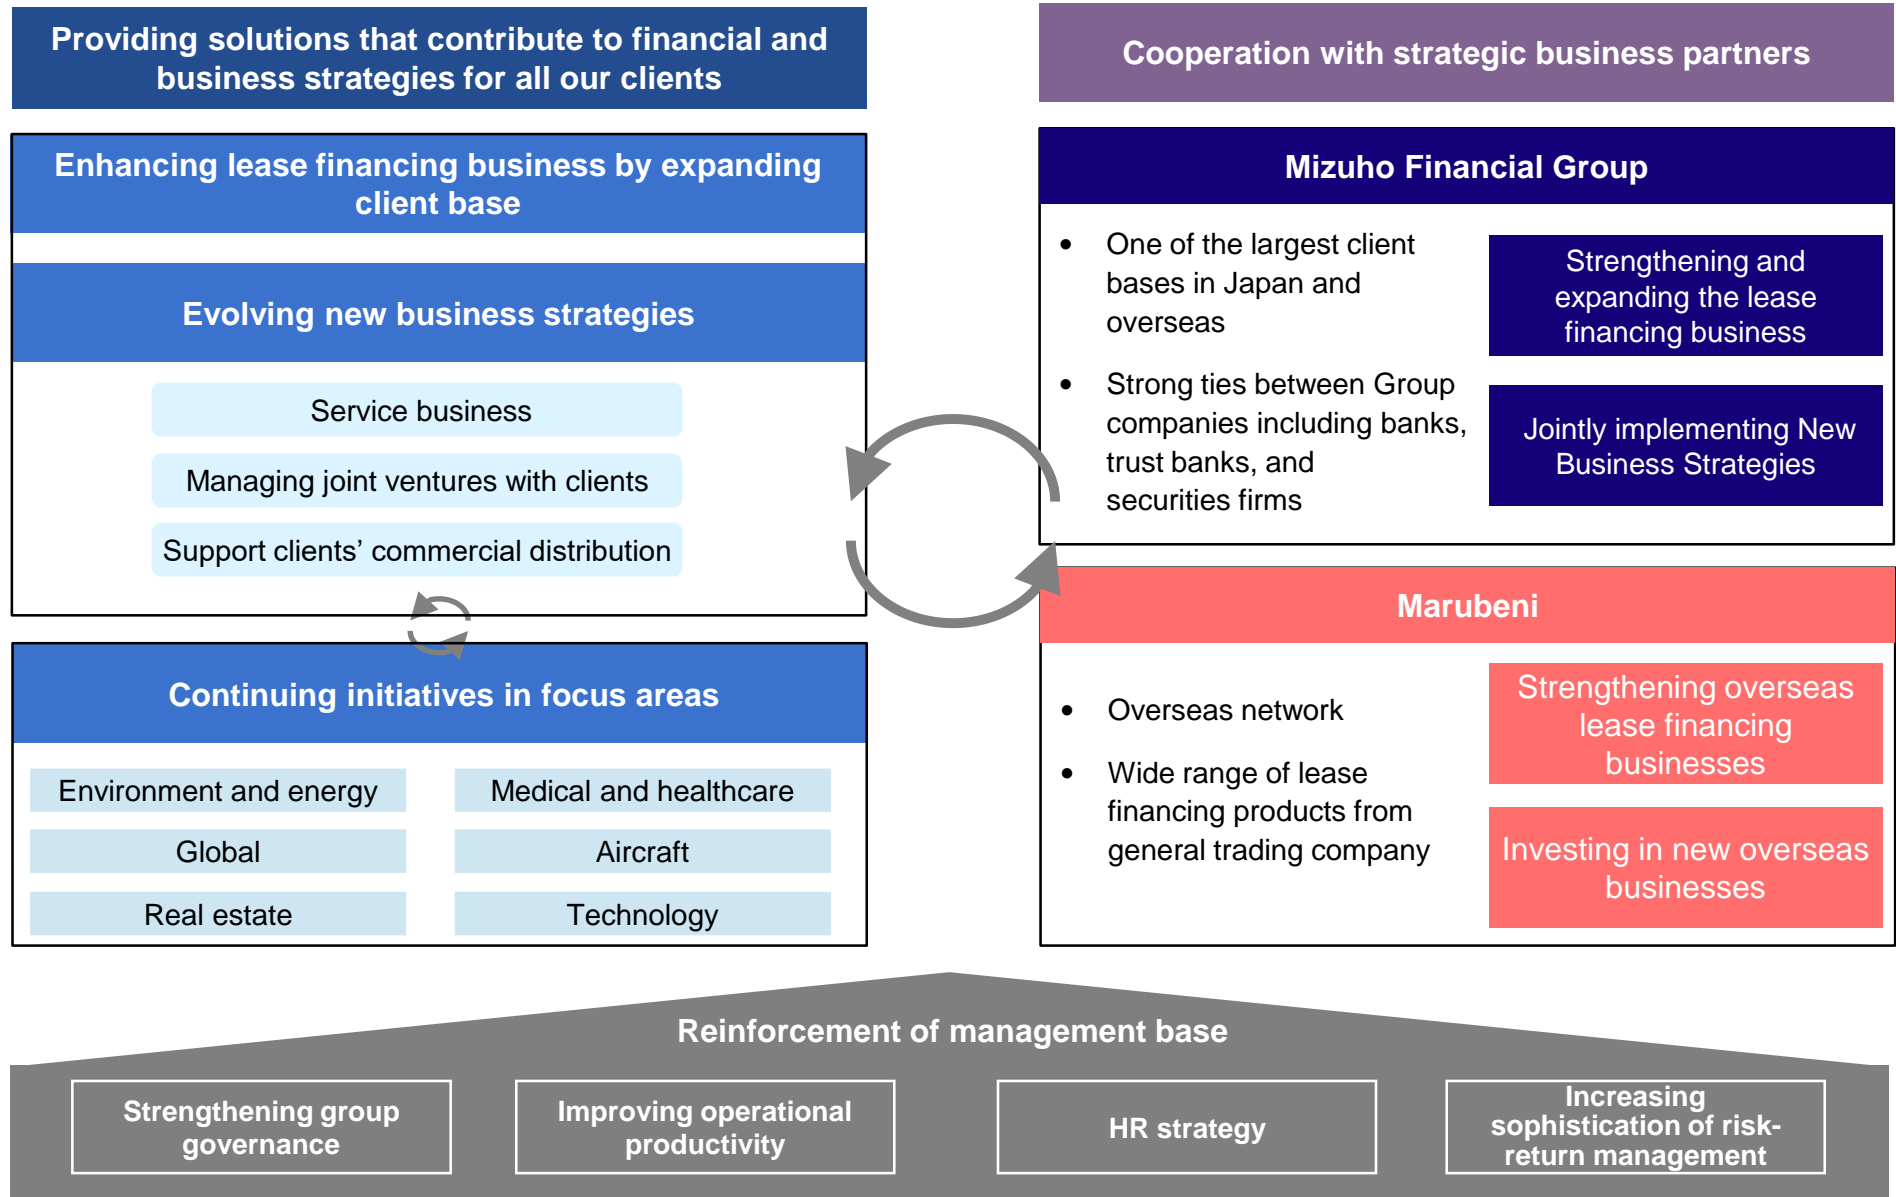 Providing solutions that contribute to financial and
business strategies for all our clients
Enhancing lease financing business by expanding
client base
Evolving new business strategies
Service business
Managing joint ventures with clients
Support clients’ commercial distribution
Continuing initiatives in focus areas
Environment and energy
Medical and healthcare
Global
Aircraft
Real estate
Technology
Cooperation with strategic business partners
Mizuho Financial Group
• One of the largest client
bases in Japan and
overseas
• Strong ties between Group
companies including banks,
trust banks, and
securities firms
Strengthening and
expanding the lease
financing business
Jointly implementing New
Business Strategies
Marubeni
• Overseas network
• Wide range of lease
financing products from
general trading company
Strengthening overseas
lease financing
businesses
Investing in new overseas
businesses
Reinforcement of management base
Strengthening group
governance
Improving operational
productivity
HR strategy
Increasing
sophistication of risk-
return management